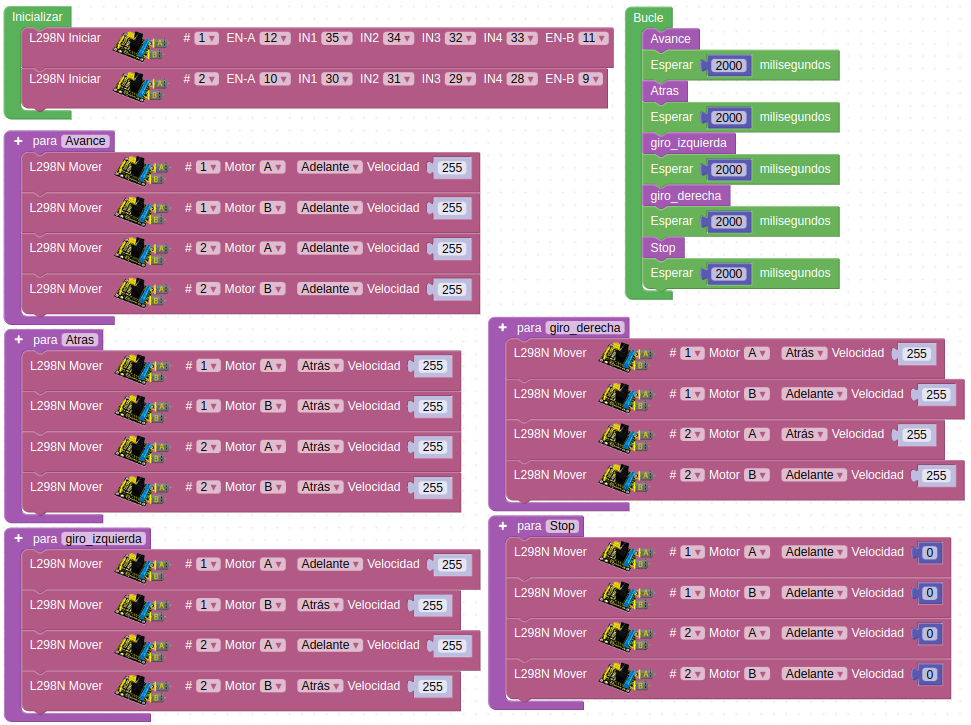 Inicializar
L298N Iniciar # 1 EN-A 12 IN1 35 IN2 34 IN3 32 IN4 33 EN-B 11
L298N Iniciar # 2 EN-A 10 IN1 30 IN2 31 IN3 29 IN4 28 EN-B 9
+ para Avance
L298N Mover # 1 Motor A Adelante Velocidad 255
L298N Mover # 1 Motor B Adelante Velocidad 255
L298N Mover # 2 Motor A Adelante Velocidad 255
L298N Mover # 2 Motor B Adelante Velocidad 255
+ para Atras
L298N Mover # 1 Motor A Atrás Velocidad 255
L298N Mover # 1 Motor B Atrás Velocidad 255
L298N Mover # 2 Motor A Atrás Velocidad 255
L298N Mover # 2 Motor B Atrás Velocidad 255
+ para giro_izquierda
L298N Mover # 1 Motor A Adelante Velocidad 255
L298N Mover # 1 Motor B Atrás Velocidad 255
L298N Mover # 2 Motor A Adelante Velocidad 255
L298N Mover # 2 Motor B Atrás Velocidad 255
Bucle
Avance
Esperar 2000 milisegundos
Atras
Esperar 2000 milisegundos
giro_izquierda
Esperar 2000 milisegundos
giro_derecha
Esperar 2000 milisegundos
Stop
Esperar 2000 milisegundos
+ para giro_derecha
L298N Mover # 1 Motor A Atrás Velocidad 255
L298N Mover # 1 Motor B Adelante Velocidad 255
L298N Mover # 2 Motor A Atrás Velocidad 255
L298N Mover # 2 Motor B Adelante Velocidad 255
+ para Stop
L298N Mover # 1 Motor A Adelante Velocidad 0
L298N Mover # 1 Motor B Adelante Velocidad 0
L298N Mover # 2 Motor A Adelante Velocidad 0
L298N Mover # 2 Motor B Adelante Velocidad 0